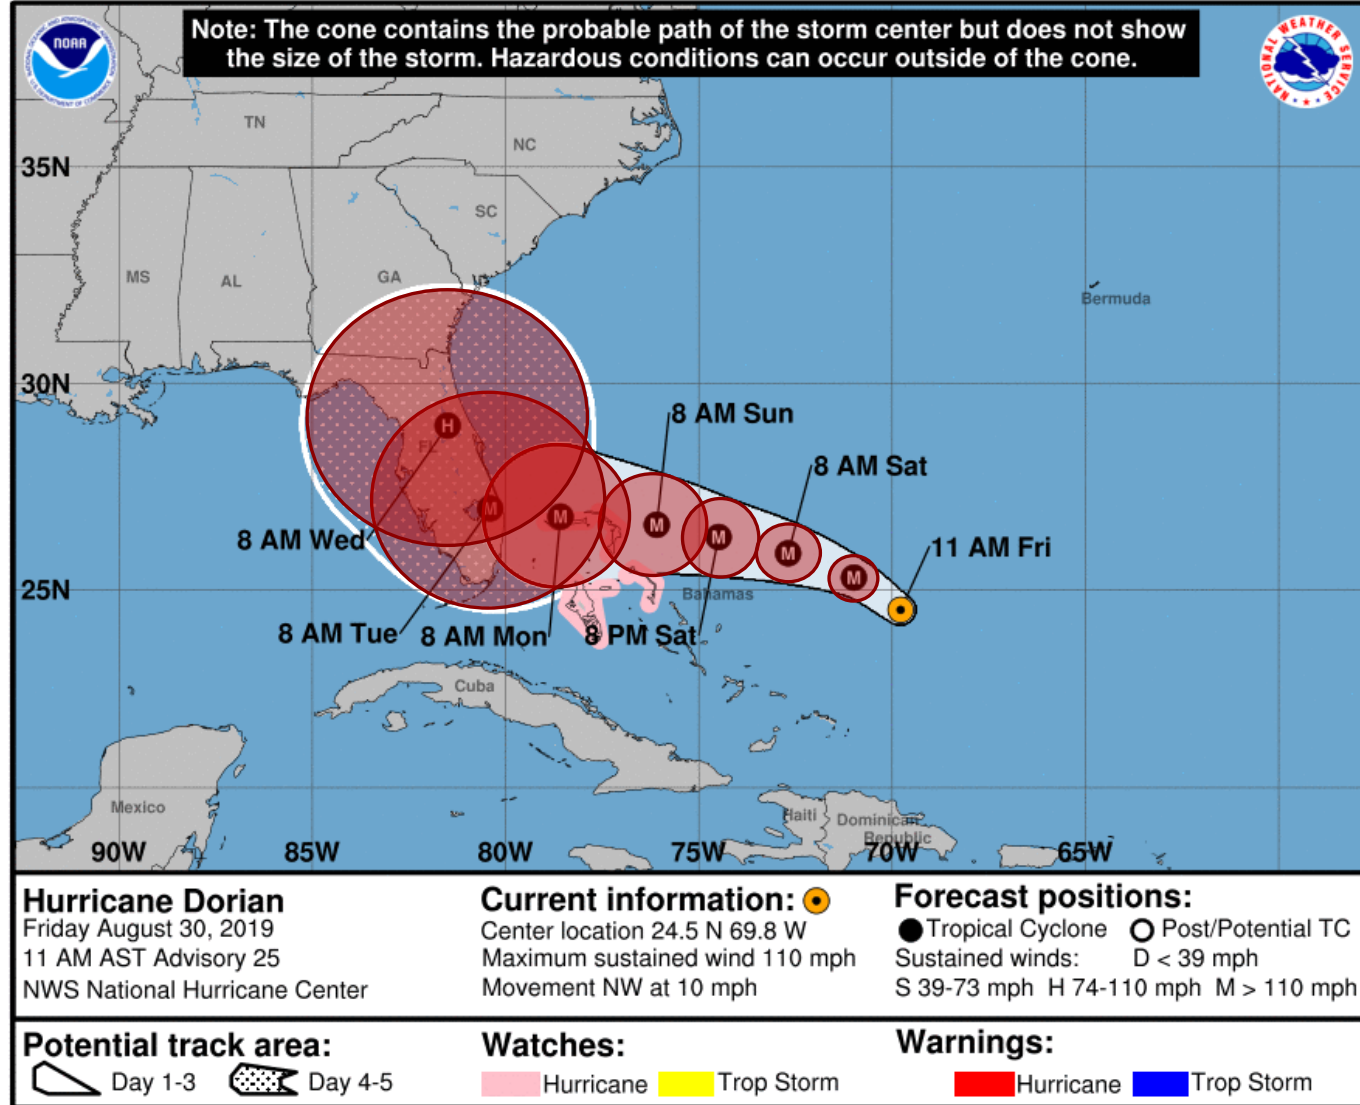 Note: The cone contains the probable path of the storm center but does not show
the size of the storm. Hazardous conditions can occur outside of the cone.
NOAA
NATIONAL WEATHER SERVICE
TN
NC
35N
SC
MS
AL
GA
Bermuda
30N
8 AM Sun
H
FL
8 AM Sat
M
M
M
M
M
M
8 AM Wed
11 AM Fri
25N
Bahamas
8 AM Tue
8 AM Mon
8 PM Sat
Cuba
Mexico
Haiti
Dominican
Republic
90W
85W
80W
75W
70W
65W
Hurricane Dorian
Friday August 30, 2019
11 AM AST Advisory 25
NWS National Hurricane Center
Current information:
Center location 24.5 N 69.8 W
Maximum sustained wind 110 mph
Movement NW at 10 mph
Forecast positions:
Tropical Cyclone
Post/Potential TC
Sustained winds:
D < 39 mph
S 39-73 mph H 74-110 mph M > 110 mph
Potential track area:
Day 1-3
Day 4-5
Watches:
Hurricane
Trop Storm
Warnings:
Hurricane
Trop Storm